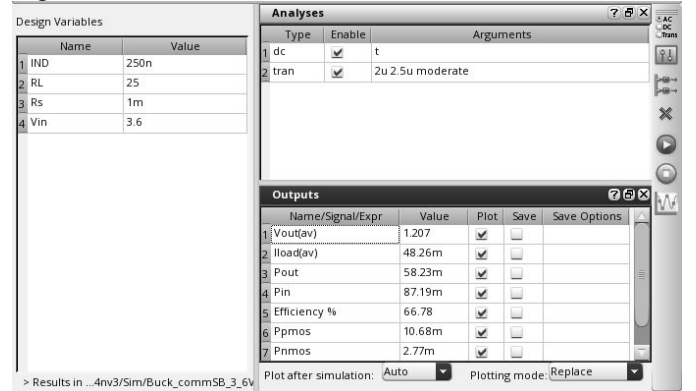 Design Variables
Name Value
1 IND 250n
2 RL 25
3 Rs 1m
4 Vin 3.6
> Results in ...4nv3/Sim/Buck_commSB_3_6V
Analyses
Type Enable Arguments
1 dc t
2 tran 2u 2.5u moderate
Outputs
Name/Signal/Expr Value Plot Save Save Options
1 Vout(av) 1.207
2 Iload(av) 48.26m
3 Pout 58.23m
4 Pin 87.19m
5 Efficiency % 66.78
6 Ppmos 10.68m
7 Pnmos 2.77m
Plot after simulation: Auto Plotting mode: Replace
AC
DC
Trans